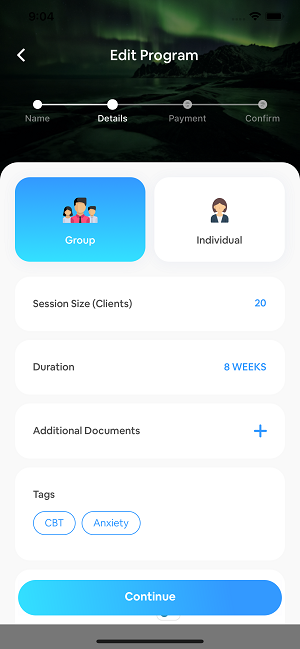 9:04
Edit Program
Name Details Payment Confirm
Group Individual
Session Size (Clients) 20
Duration 8 WEEKS
Additional Documents +
Tags
CBT Anxiety
Continue